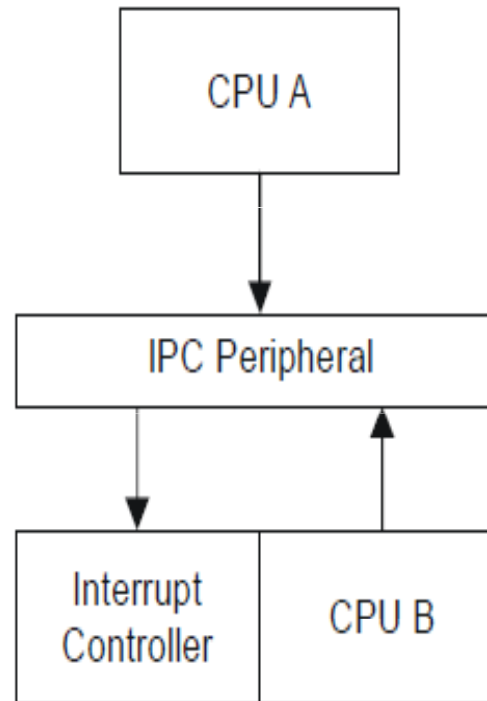 CPU A
IPC Peripheral
Interrupt
Controller
CPU B